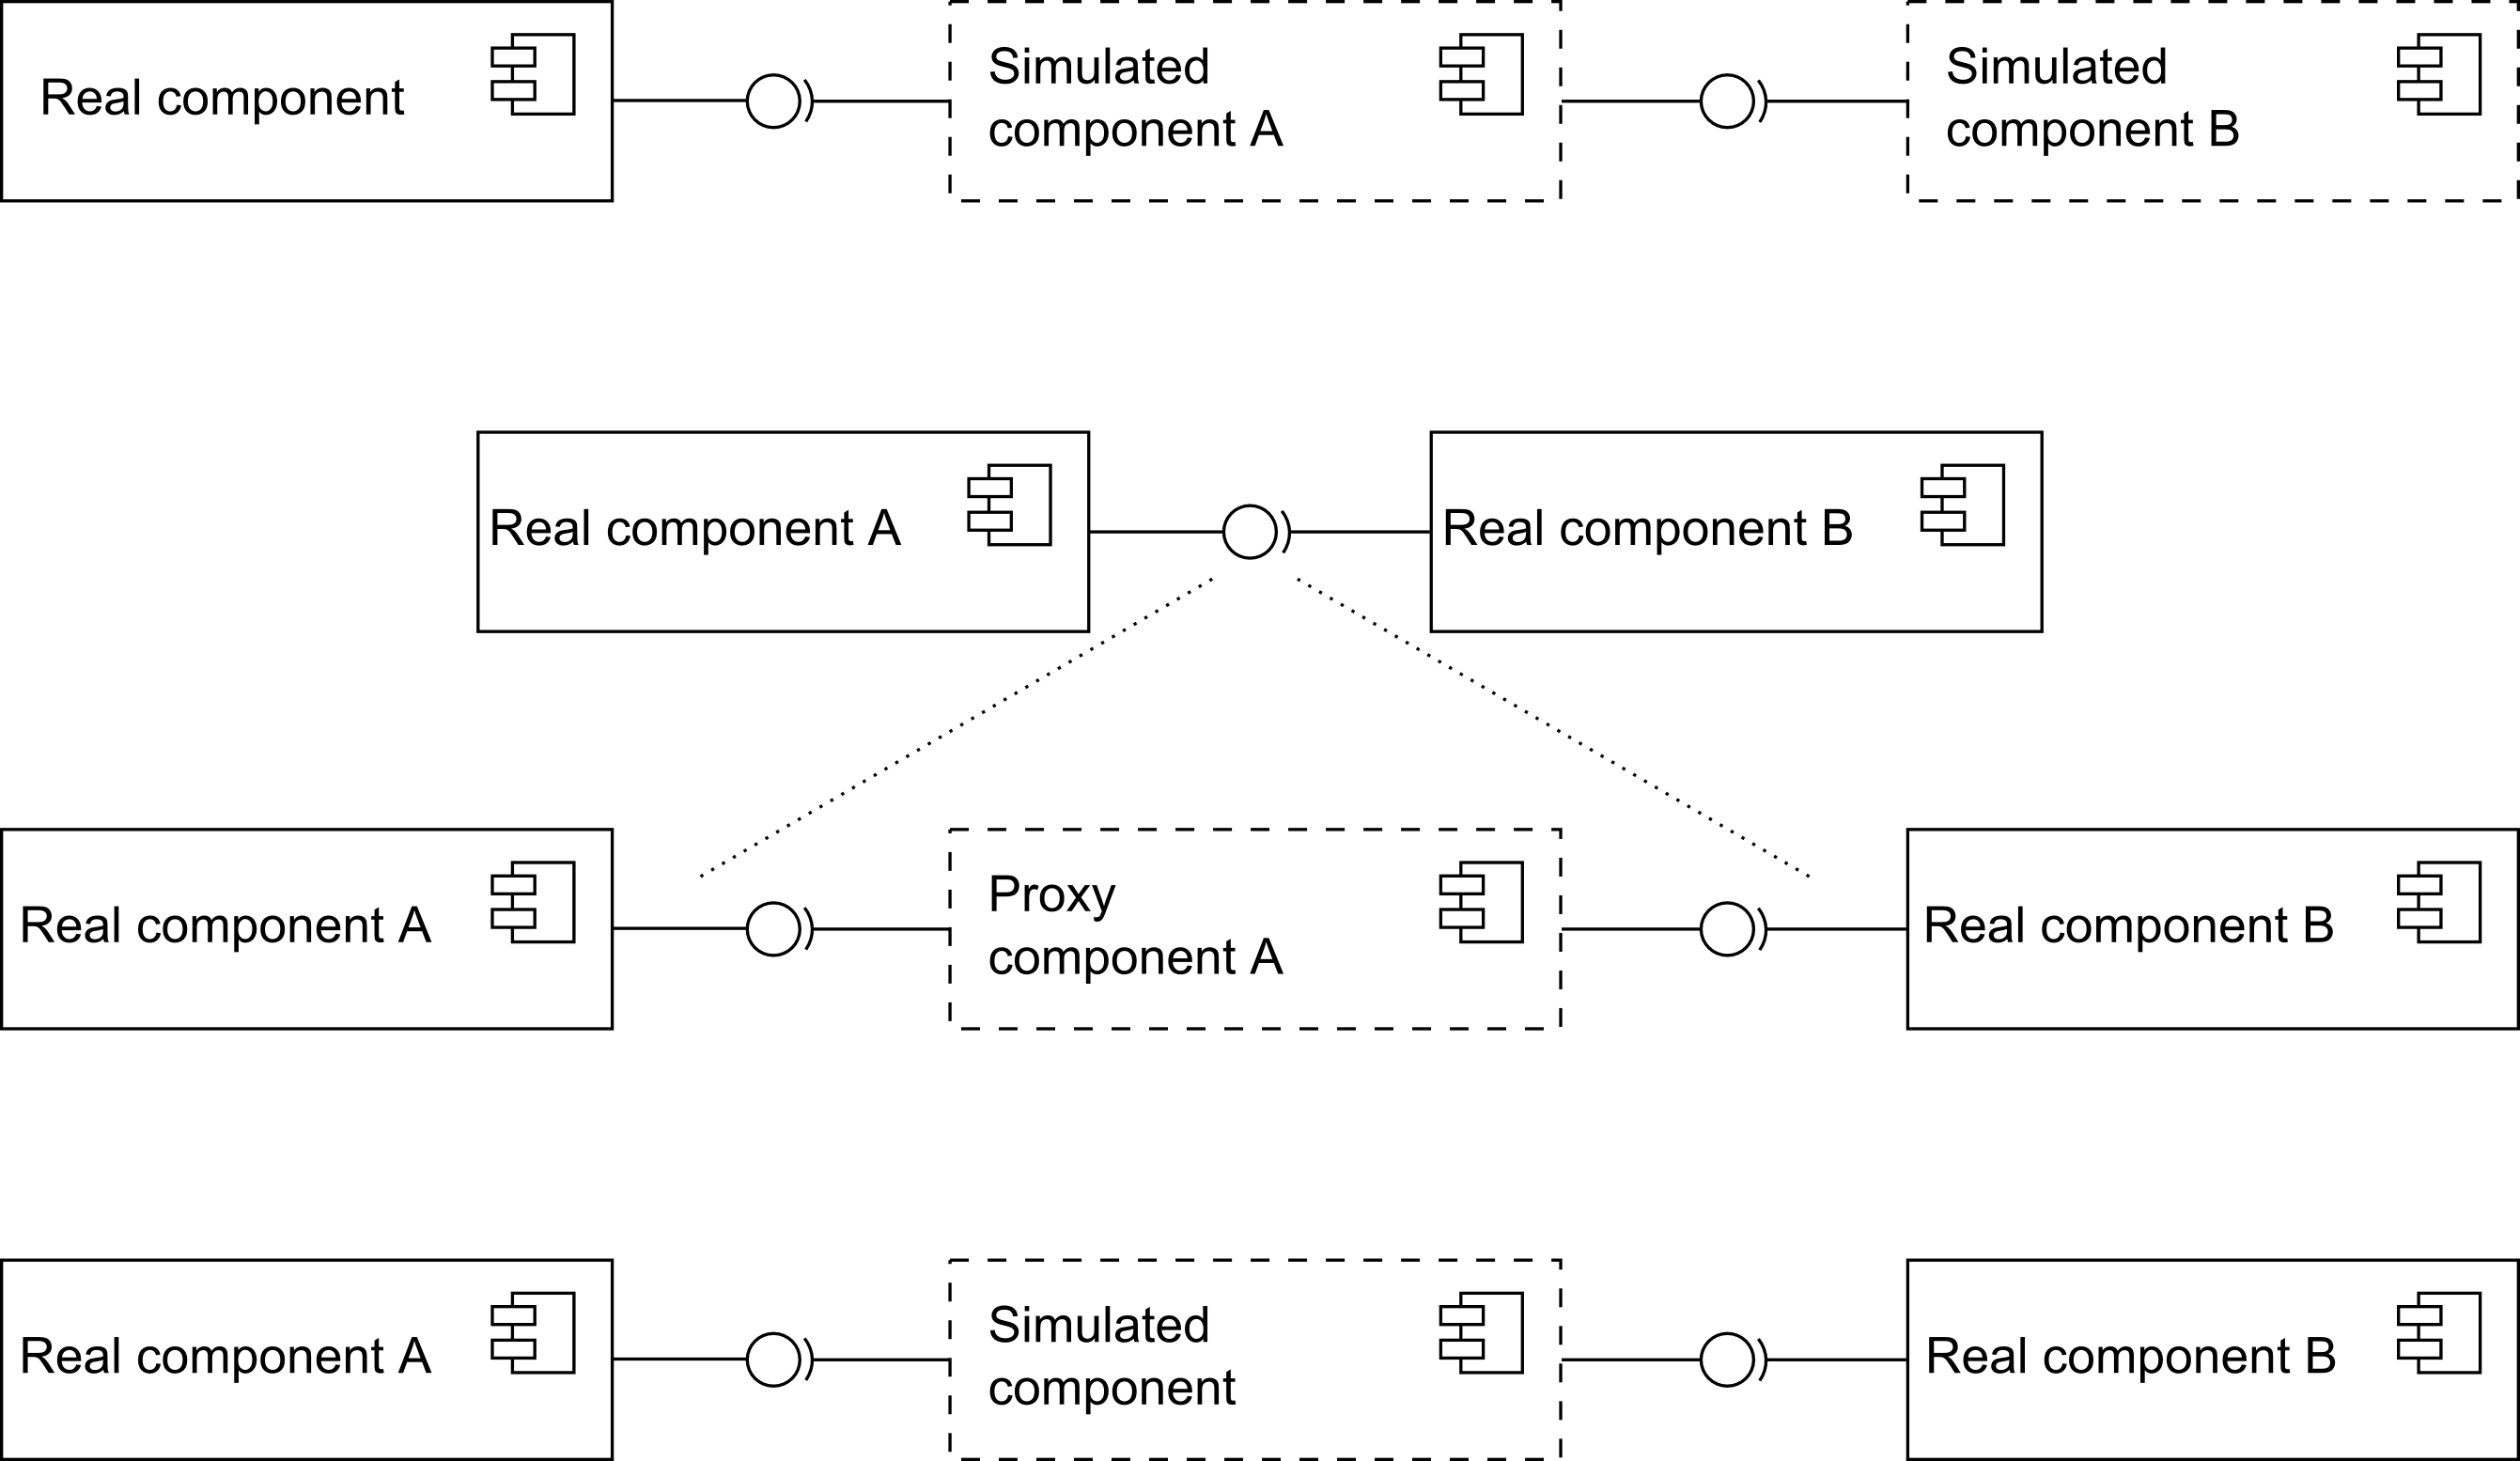 Real component
Simulated
component A
Simulated
component B
Real component A
Real component B
Real component A
Proxy
component A
Real component B
Real component A
Simulated
component
Real component B